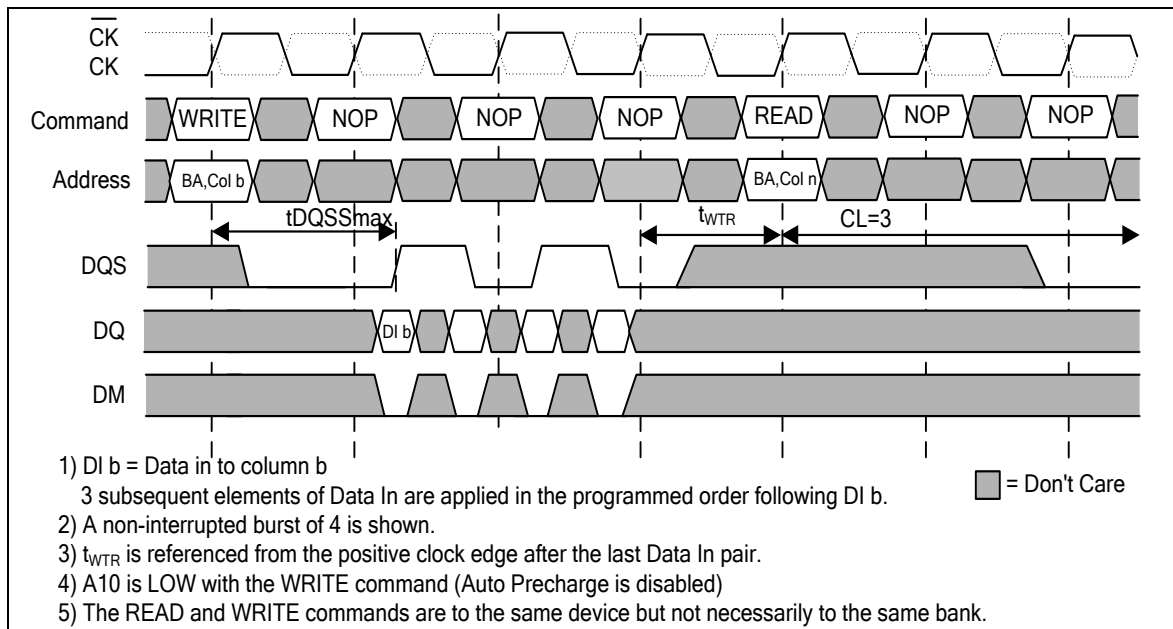 CK
CK
Command WRITE NOP NOP NOP READ NOP NOP
Address BA,Col b BA,Col n
tDQSSmax tWTR CL=3
DQS
DQ DI b
DM
1) DI b = Data in to column b
3 subsequent elements of Data In are applied in the programmed order following DI b.
= Don't Care
2) A non-interrupted burst of 4 is shown.
3) tWTR is referenced from the positive clock edge after the last Data In pair.
4) A10 is LOW with the WRITE command (Auto Precharge is disabled)
5) The READ and WRITE commands are to the same device but not necessarily to the same bank.